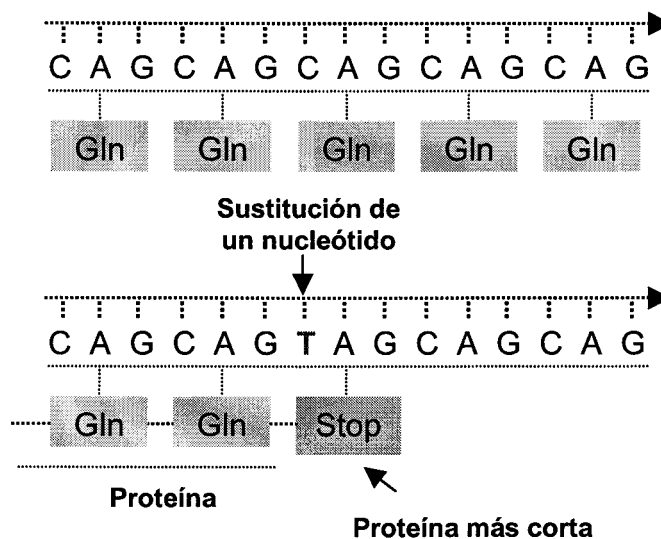 C A G C A G C A G C A G C A G
Gln Gln Gln Gln Gln
Sustitución de
un nucleótido
C A G C A G T A G C A G C A G
Gln Gln Stop
Proteína
Proteína más corta